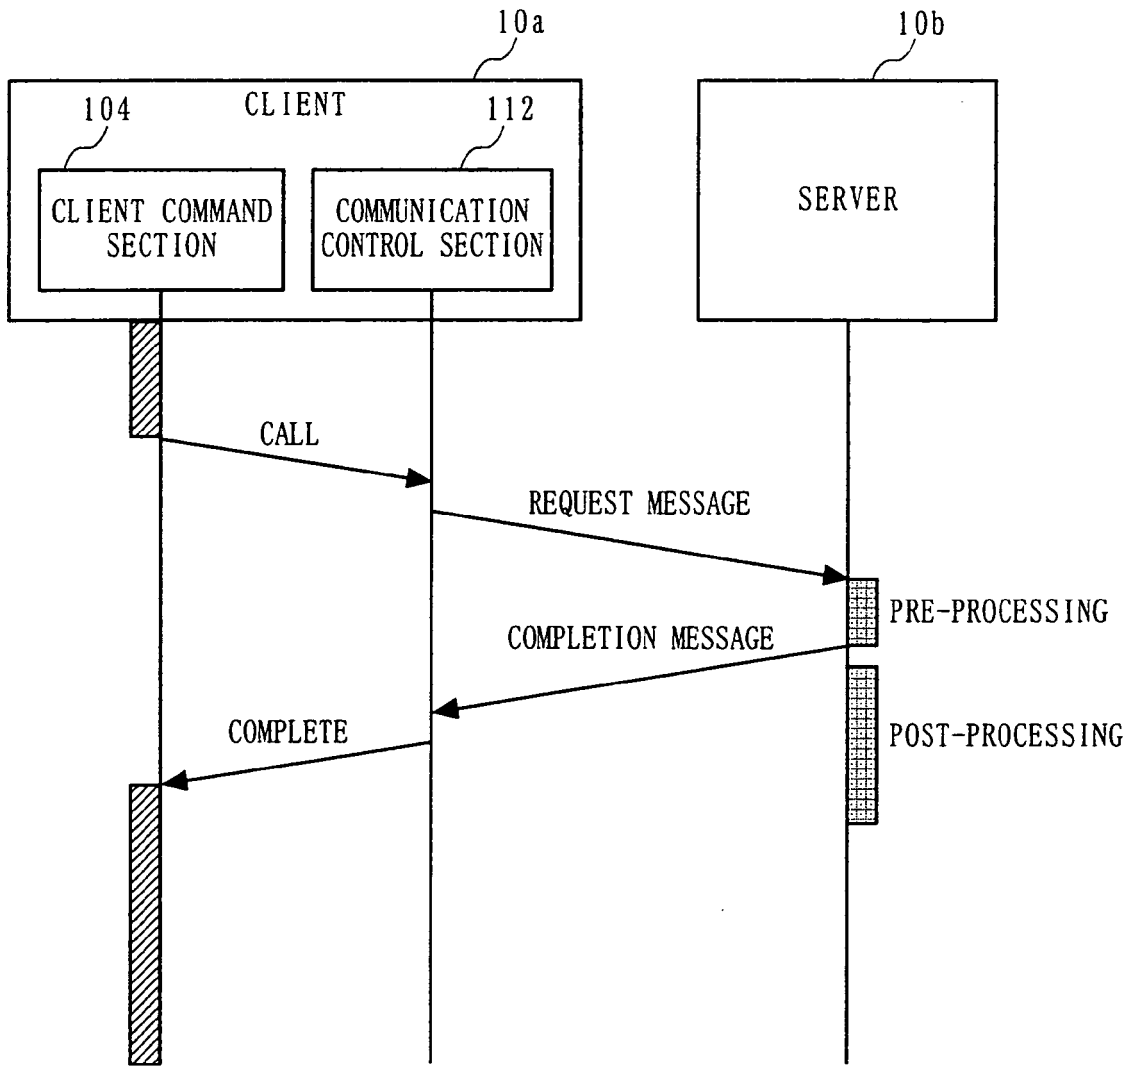 10a
10b
CLIENT
104
112
CLIENT COMMAND
SECTION
COMMUNICATION
CONTROL SECTION
SERVER
CALL
REQUEST MESSAGE
PRE-PROCESSING
COMPLETION MESSAGE
COMPLETE
POST-PROCESSING